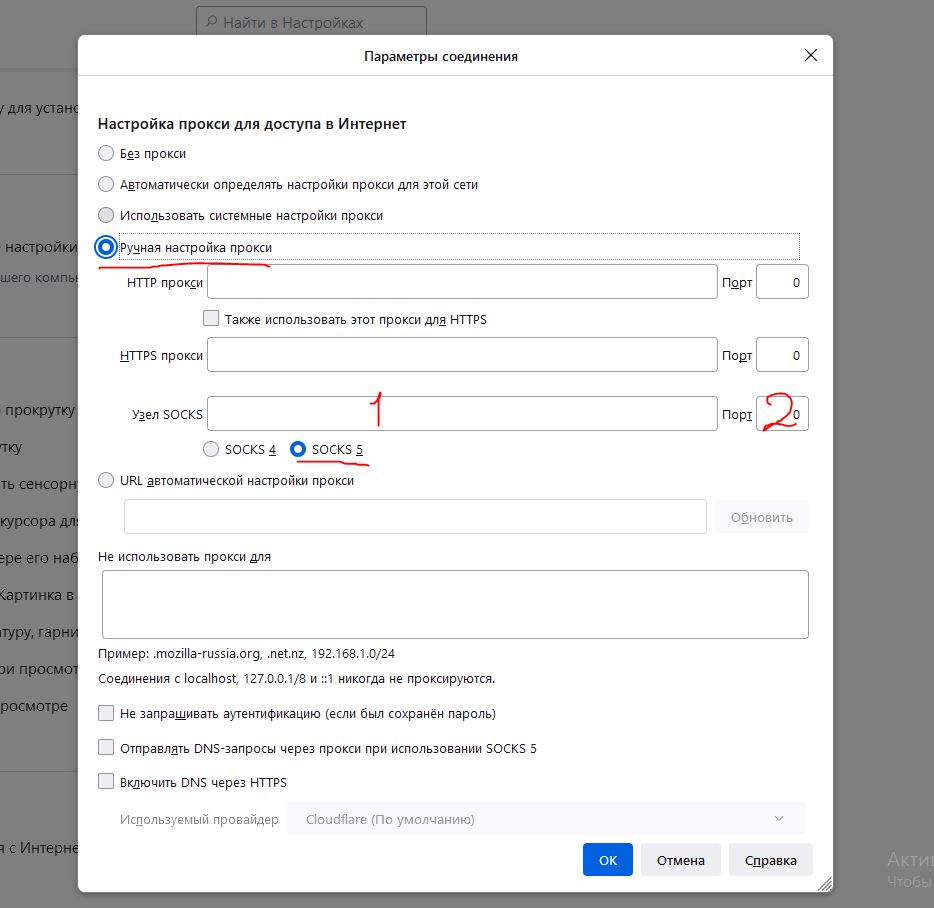 Найти в Настройках
Параметры соединения
у для устано
Настройка прокси для доступа в Интернет
Без прокси
Автоматически определять настройки прокси для этой сети
Использовать системные настройки прокси
настройки
Ручная настройка прокси
шего компь
HTTP прокси Порт 0
Также использовать этот прокси для HTTPS
HTTPS прокси Порт 0
прокрутку
Узел SOCKS 1 Порт 2 0
тку
SOCKS 4 SOCKS 5
ть сенсорн
URL автоматической настройки прокси
курсора для
Обновить
ере его наб
Не использовать прокси для
Картинка в
туру, гарни
Пример: .mozilla-russia.org, .net.nz, 192.168.1.0/24
ри просмот
Соединения с localhost, 127.0.0.1/8 и ::1 никогда не проксируются.
росмотре
Не запрашивать аутентификацию (если был сохранён пароль)
Отправлять DNS-запросы через прокси при использовании SOCKS 5
Включить DNS через HTTPS
Используемый провайдер Cloudflare (По умолчанию)
я с Интерне
OK Отмена Справка
Акти
Чтобы